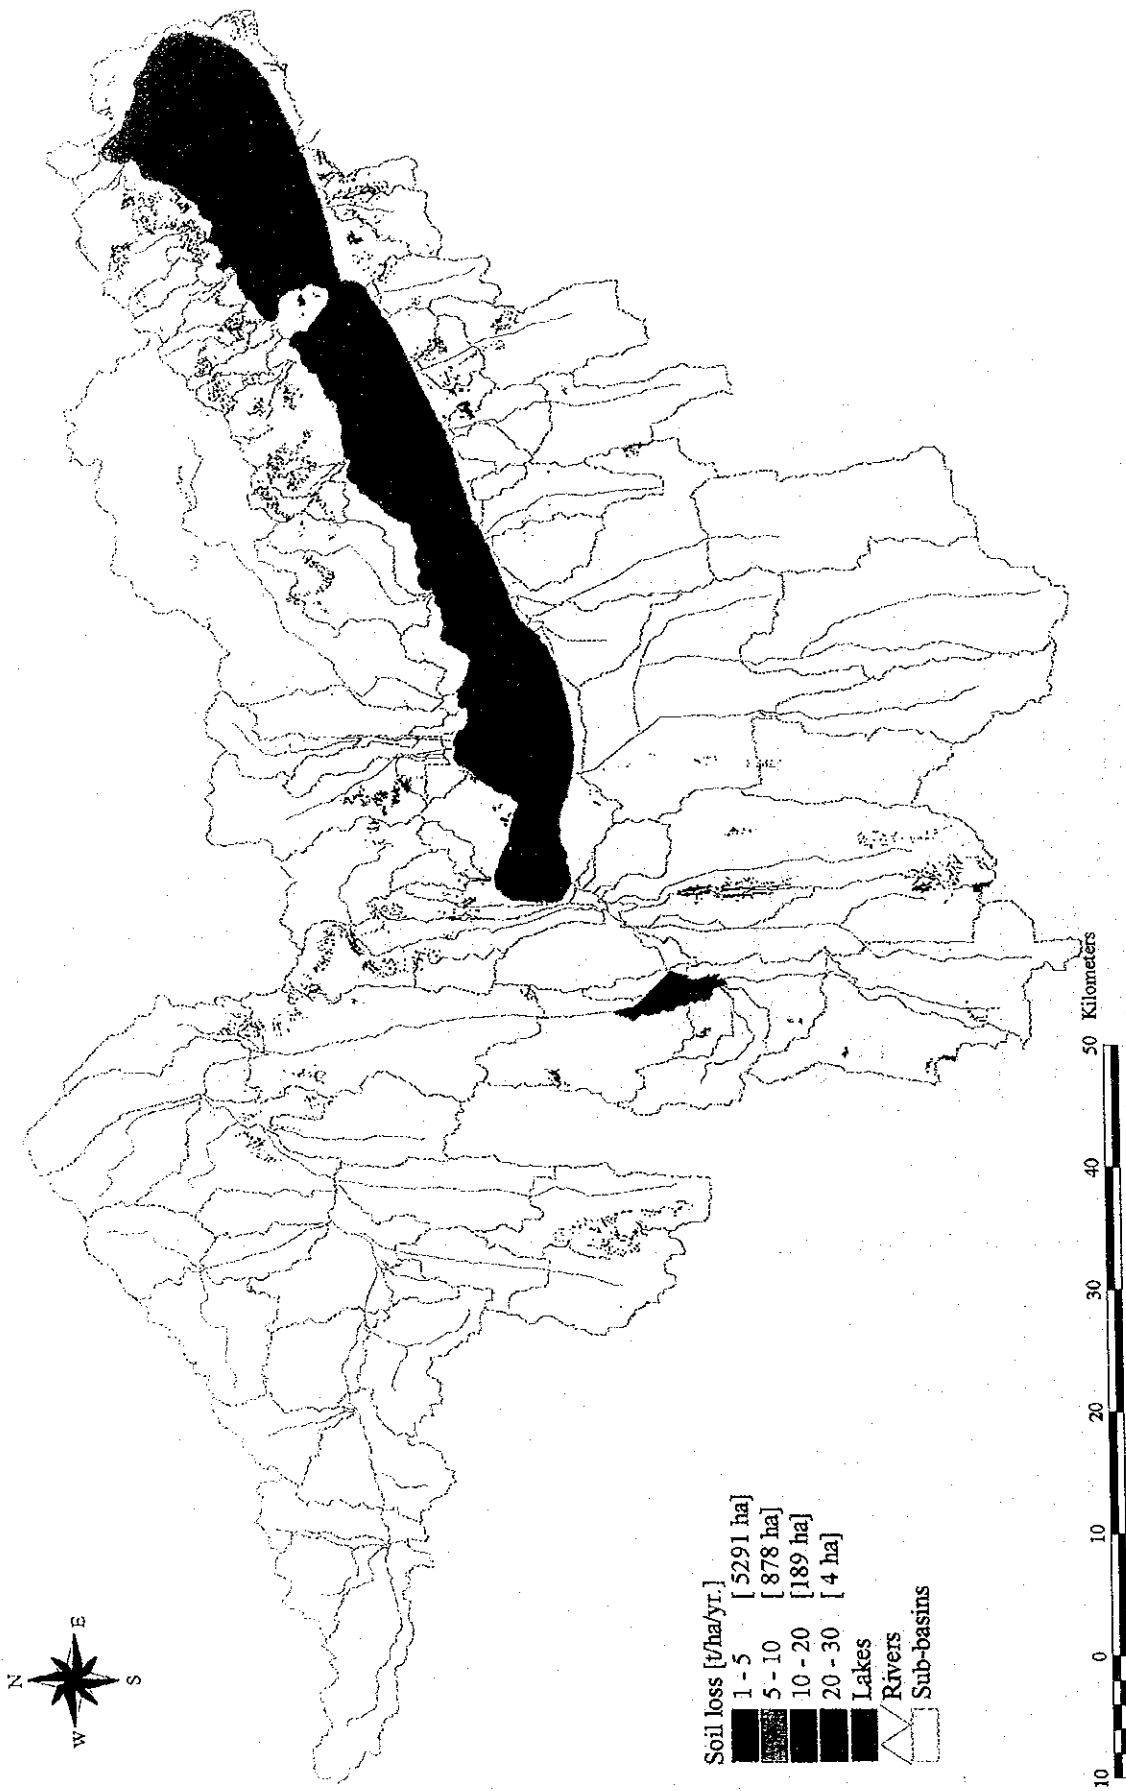 N
W E
S
Soil loss [t/ha/yr.]
1 - 5 [ 5291 ha]
5 - 10 [ 878 ha]
10 - 20 [189 ha]
20 - 30 [ 4 ha]
Lakes
Rivers
Sub-basins
10 0 10 20 30 40 50 Kilometers